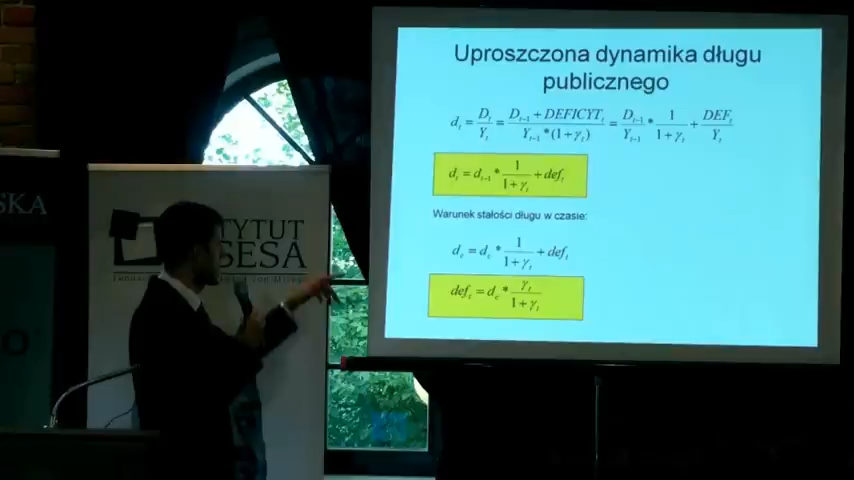 Uproszczona dynamika długu
publicznego
d_t = D_t / Y_t = (D_{t-1} + DEFICYT_t) / (Y_{t-1} * (1 + γ_t)) = D_{t-1} / Y_{t-1} * 1 / (1 + γ_t) + DEF_t / Y_t
d_t = d_{t-1} * 1 / (1 + γ_t) + def_t
Warunek stałości długu w czasie:
d_c = d_c * 1 / (1 + γ_t) + def_t
def_t = d_c * γ_t / (1 + γ_t)
TYTUT
SESA
SKA